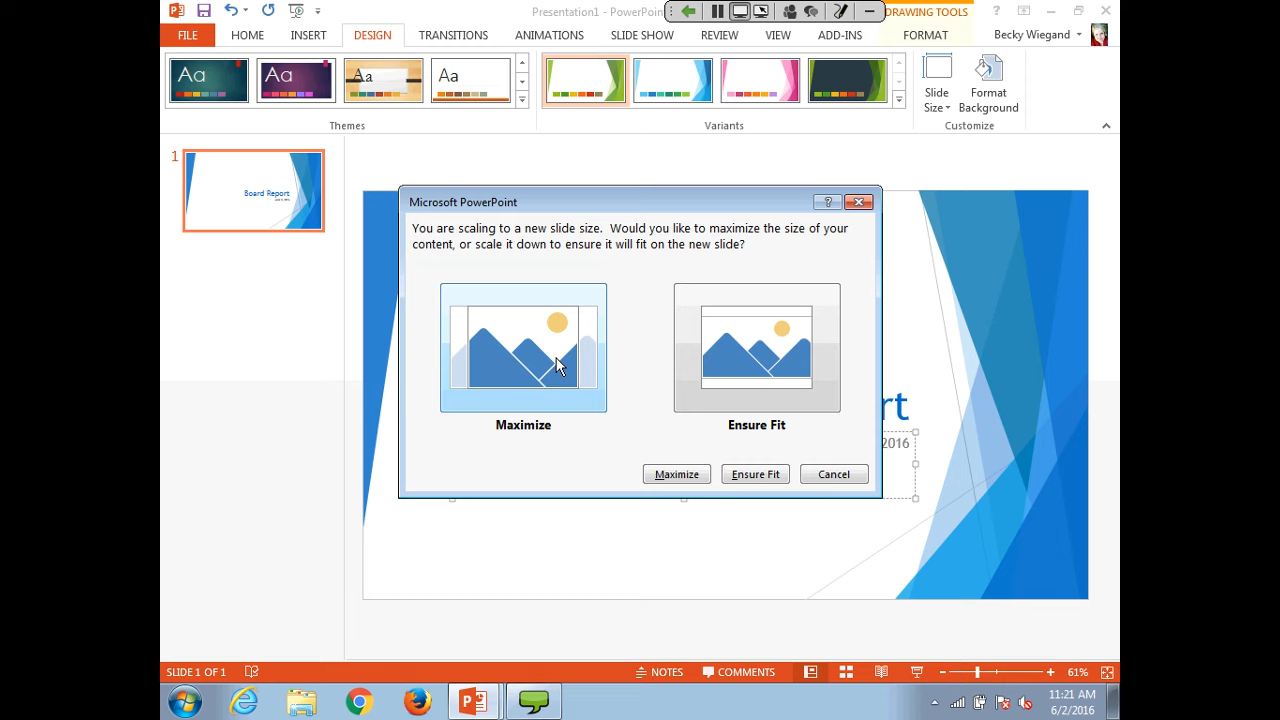 Presentation1 - PowerPoin
DRAWING TOOLS
?
FILE
HOME
INSERT
DESIGN
TRANSITIONS
ANIMATIONS
SLIDE SHOW
REVIEW
VIEW
ADD-INS
FORMAT
Becky Wiegand
Aa
Aa
Aa
Aa
Slide
Size
Format
Background
Themes
Variants
Customize
1
Board Report
Microsoft PowerPoint
?
You are scaling to a new slide size. Would you like to maximize the size of your
content, or scale it down to ensure it will fit on the new slide?
Maximize
Ensure Fit
Maximize
Ensure Fit
Cancel
rt
2016
SLIDE 1 OF 1
NOTES
COMMENTS
61%
11:21 AM
6/2/2016